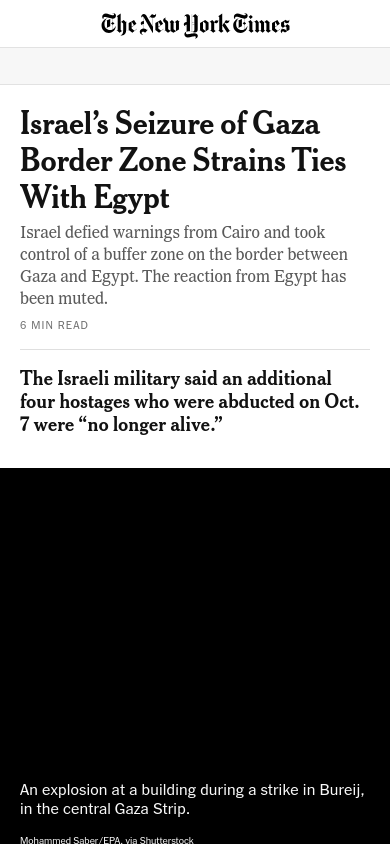 The New York Times
Israel’s Seizure of Gaza
Border Zone Strains Ties
With Egypt
Israel defied warnings from Cairo and took
control of a buffer zone on the border between
Gaza and Egypt. The reaction from Egypt has
been muted.
6 MIN READ
The Israeli military said an additional
four hostages who were abducted on Oct.
7 were “no longer alive.”
An explosion at a building during a strike in Bureij,
in the central Gaza Strip.
Mohammed Saber/EPA, via Shutterstock